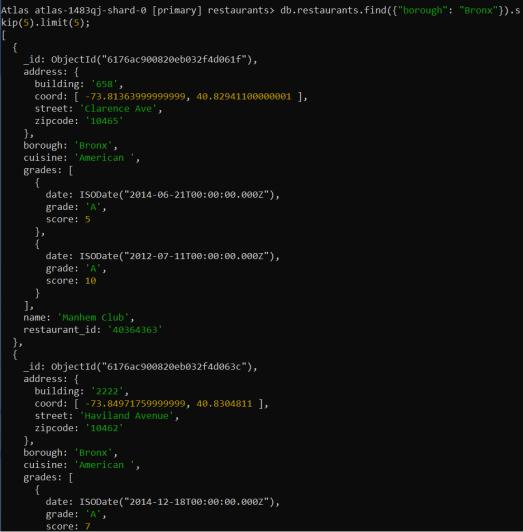 Atlas atlas-1483qj-shard-0 [primary] restaurants> db.restaurants.find({"borough": "Bronx"}).s
kip(5).limit(5);
[
  {
    _id: ObjectId("6176ac900820eb032f4d061f"),
    address: {
      building: '658',
      coord: [ -73.81363999999999, 40.82941100000001 ],
      street: 'Clarence Ave',
      zipcode: '10465'
    },
    borough: 'Bronx',
    cuisine: 'American ',
    grades: [
      {
        date: ISODate("2014-06-21T00:00:00.000Z"),
        grade: 'A',
        score: 5
      },
      {
        date: ISODate("2012-07-11T00:00:00.000Z"),
        grade: 'A',
        score: 10
      }
    ],
    name: 'Manhem Club',
    restaurant_id: '40364363'
  },
  {
    _id: ObjectId("6176ac900820eb032f4d063c"),
    address: {
      building: '2222',
      coord: [ -73.84971759999999, 40.8304811 ],
      street: 'Haviland Avenue',
      zipcode: '10462'
    },
    borough: 'Bronx',
    cuisine: 'American ',
    grades: [
      {
        date: ISODate("2014-12-18T00:00:00.000Z"),
        grade: 'A',
        score: 7